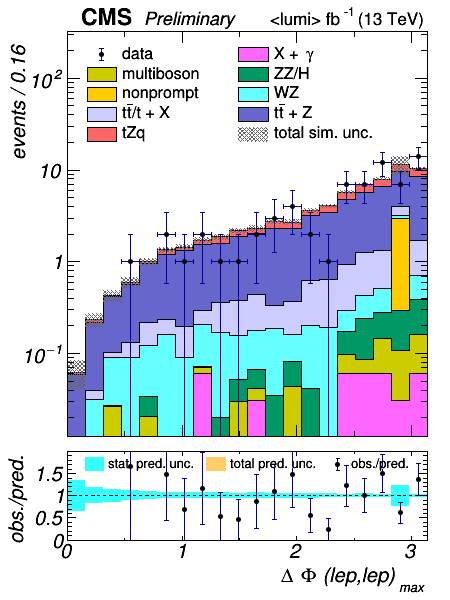 CMS Preliminary <lumi> fb⁻¹ (13 TeV)
events / 0.16
data
multiboson
nonprompt
tt̄/t + X
tZq
X + γ
ZZ/H
WZ
tt̄ + Z
total sim. unc.
10²
10
1
10⁻¹
obs./pred.
stat. pred. unc. total pred. unc. obs./pred.
1.5
1
0.5
0
0 1 2 3
Δ Φ (lep,lep) max